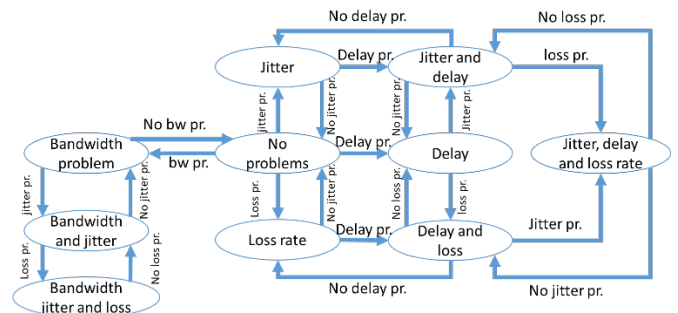 No delay pr.
No loss pr.
Jitter
Delay pr.
Jitter and
delay
loss pr.
jitter pr.
No jitter pr.
No jitter pr.
Jitter pr.
No bw pr.
Bandwidth
problem
bw pr.
No
problems
Delay pr.
Delay
Jitter, delay
and loss rate
jitter pr.
No jitter pr.
Loss pr.
No jitter pr.
No loss pr.
loss pr.
Bandwidth
and jitter
Loss rate
Delay pr.
Delay and
loss
Jitter pr.
Loss pr.
No loss pr.
Bandwidth
jitter and loss
No delay pr.
No jitter pr.